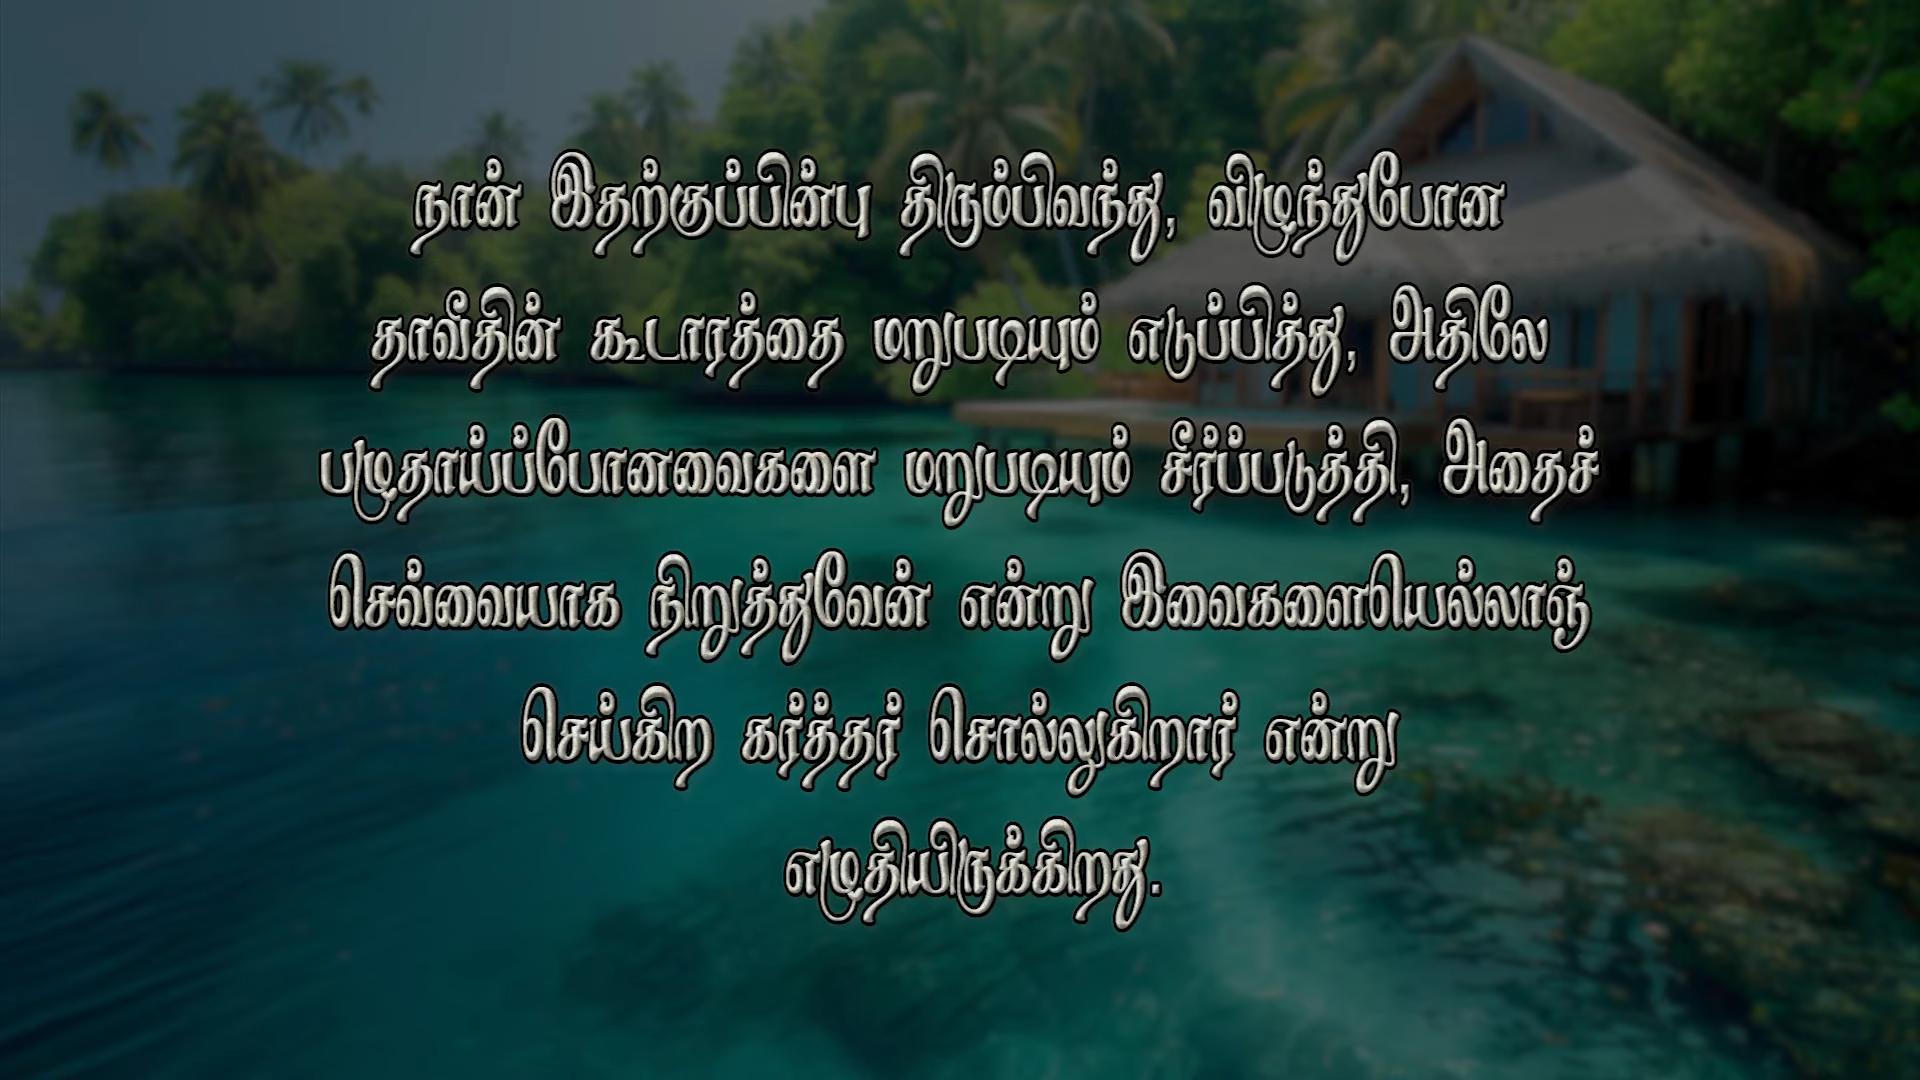 நான் இதற்குப்பின்பு திரும்பிவந்து, விழுந்துபோன
தாவீதின் கூடாரத்தை மறுபடியும் எடுப்பித்து, அதிலே
பழுதாய்ப்போனவைகளை மறுபடியும் சீர்ப்படுத்தி, அதைச்
செவ்வையாக நிறுத்துவேன் என்று இவைகளையெல்லாஞ்
செய்கிற கர்த்தர் சொல்லுகிறார் என்று
எழுதியிருக்கிறது.